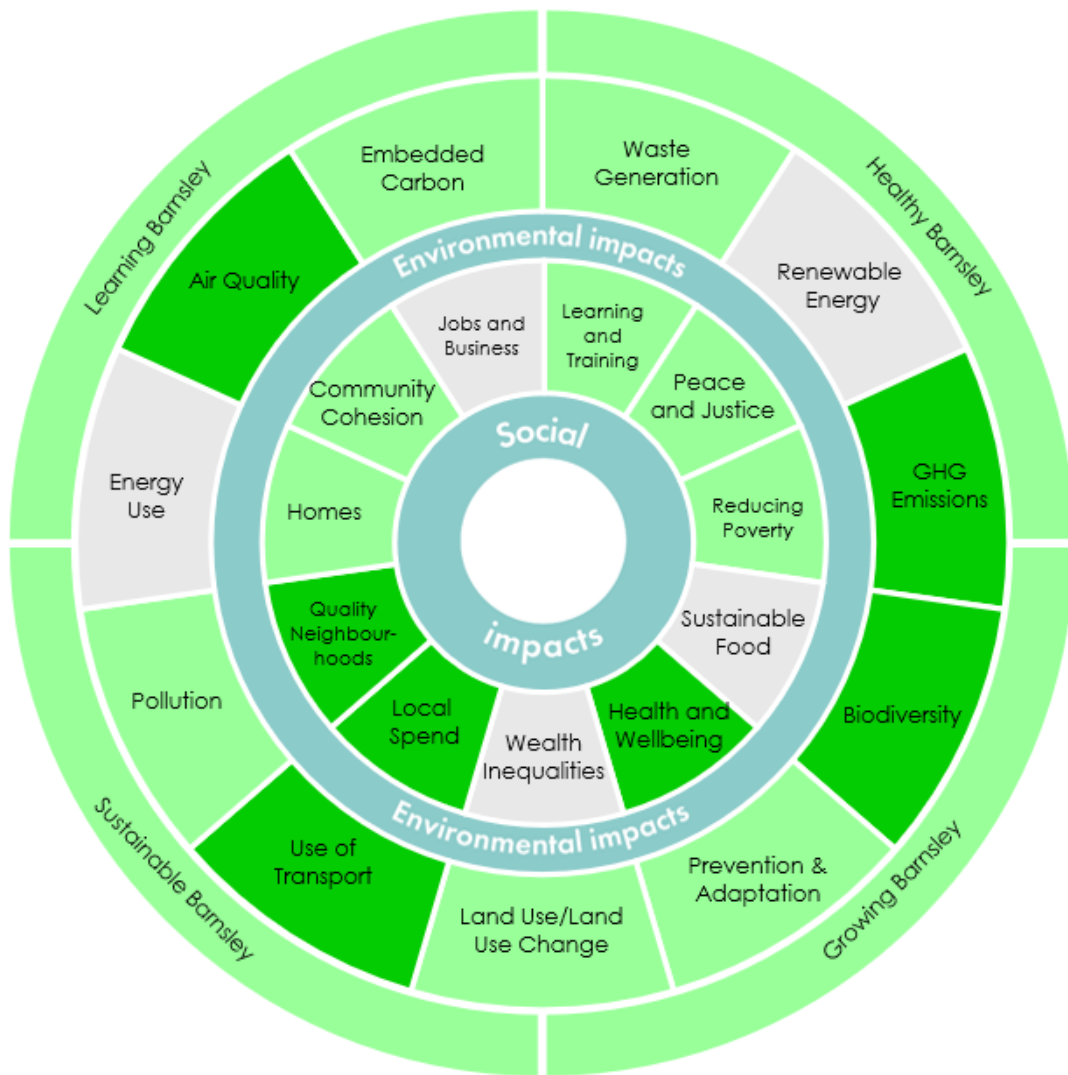 Learning Barnsley
Healthy Barnsley
Growing Barnsley
Sustainable Barnsley
Waste
Generation
Renewable
Energy
GHG
Emissions
Biodiversity
Prevention &
Adaptation
Land Use/Land
Use Change
Use of
Transport
Pollution
Energy
Use
Air Quality
Embedded
Carbon
Environmental impacts
Learning
and
Training
Peace
and Justice
Reducing
Poverty
Sustainable
Food
Health and
Wellbeing
Wealth
Inequalities
Local
Spend
Quality
Neighbour-
hoods
Homes
Community
Cohesion
Jobs and
Business
Environmental impacts
Social
impacts